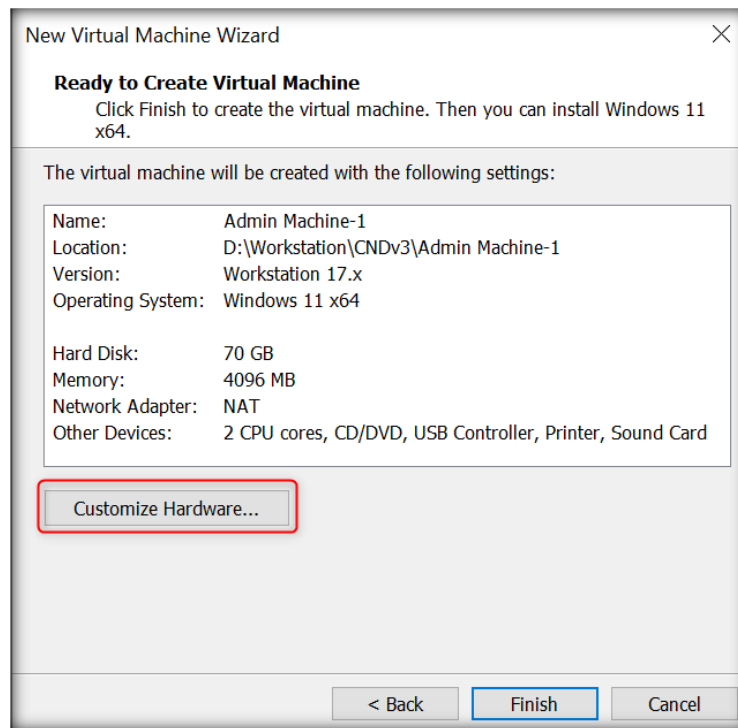 New Virtual Machine Wizard
Ready to Create Virtual Machine
Click Finish to create the virtual machine. Then you can install Windows 11
x64.
The virtual machine will be created with the following settings:
Name: Admin Machine-1
Location: D:\Workstation\CNDv3\Admin Machine-1
Version: Workstation 17.x
Operating System: Windows 11 x64
Hard Disk: 70 GB
Memory: 4096 MB
Network Adapter: NAT
Other Devices: 2 CPU cores, CD/DVD, USB Controller, Printer, Sound Card
Customize Hardware...
< Back Finish Cancel